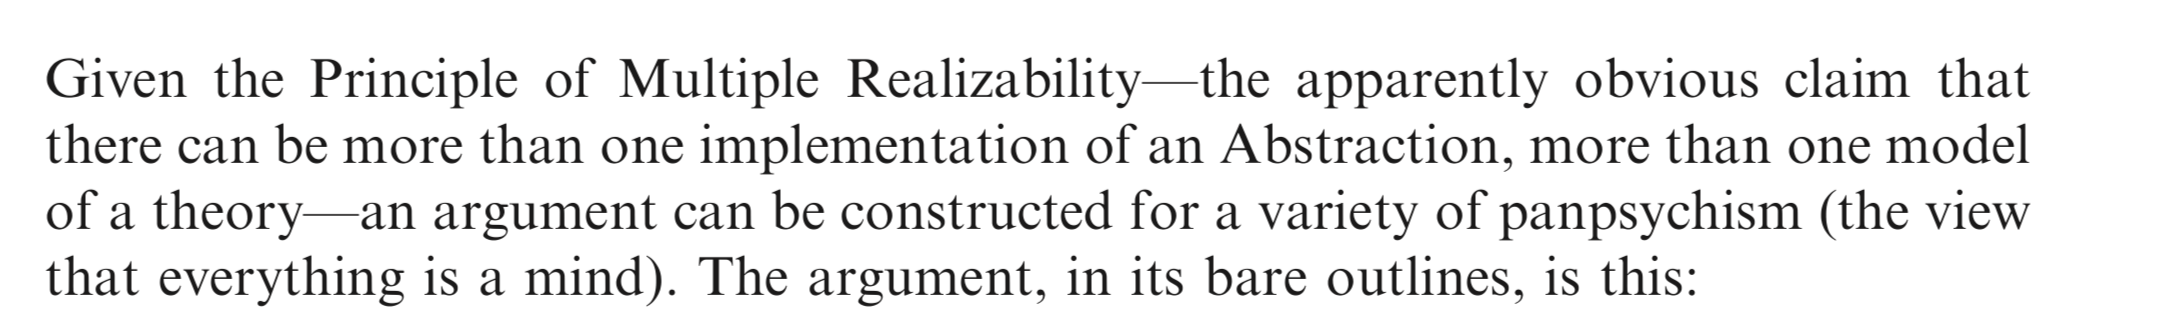 Given the Principle of Multiple Realizability—the apparently obvious claim that
there can be more than one implementation of an Abstraction, more than one model
of a theory—an argument can be constructed for a variety of panpsychism (the view
that everything is a mind). The argument, in its bare outlines, is this: